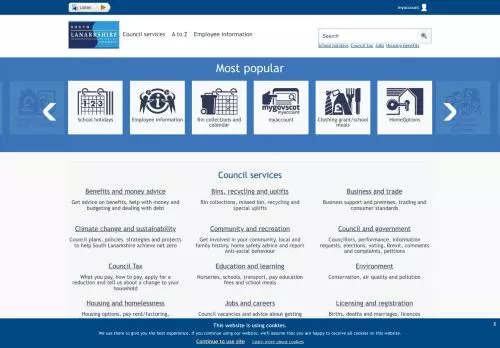 Listen
myaccount
SOUTH
LANARKSHIRE
COUNCIL
Council services A to Z Employee information
Search
School holidays Council tax Jobs Housing benefits
Most popular
School holidays
Employee information
Bin collections and
calendar
mygovscot
myaccount
myaccount
Clothing grant/school
meals
HomeOptions
Council services
Benefits and money advice
Get advice on benefits, help with money and
budgeting and dealing with debt
Bins, recycling and uplifts
Bin collections, missed bin, recycling and
special uplifts
Business and trade
Business support and premises, trading and
consumer standards
Climate change and sustainability
Council plans, policies, strategies and projects
to help South Lanarkshire achieve net zero
Community and recreation
Get involved in your community, local and
family history, home safety advice and report
anti-social behaviour
Council and government
Councillors, performance, information
requests, elections, voting, Brexit, comments
and complaints, petitions
Council Tax
What you pay, how to pay, apply for a
reduction and tell us about a change to your
household
Education and learning
Nurseries, schools, transport, pay education
fees and school meals
Environment
Conservation, air quality and pollution
Housing and homelessness
Housing options, pay rent/factoring,
Jobs and careers
Council vacancies and advice about getting
Licensing and registration
Births, deaths and marriages, licences
This website is using cookies.
We use them to give you the best experience. If you continue using our website, we'll assume that you are happy to receive all cookies on this website.
Continue to use site Learn more about cookies
x